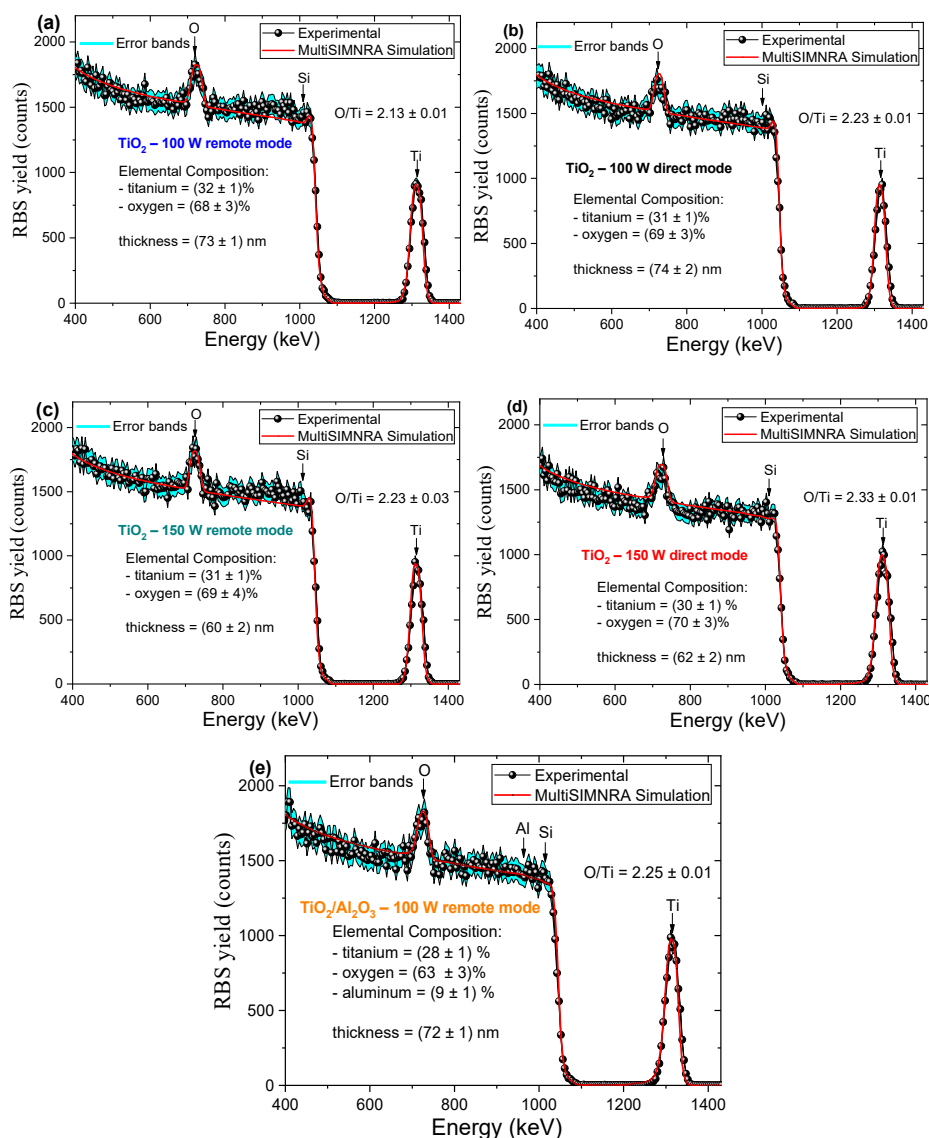 (a)
Error bands
Experimental
MultiSIMNRA Simulation
O
Si
O/Ti = 2.13 ± 0.01
TiO2 – 100 W remote mode
Ti
Elemental Composition:
- titanium = (32 ± 1)%
- oxygen = (68 ± 3)%
thickness = (73 ± 1) nm
RBS yield (counts)
0
500
1000
1500
2000
400 600 800 1000 1200 1400
Energy (keV)
(b)
Error bands
Experimental
MultiSIMNRA Simulation
O
Si
O/Ti = 2.23 ± 0.01
Ti
TiO2 – 100 W direct mode
Elemental Composition:
- titanium = (31 ± 1)%
- oxygen = (69 ± 3)%
thickness = (74 ± 2) nm
RBS yield (counts)
0
500
1000
1500
2000
400 600 800 1000 1200 1400
Energy (keV)
(c)
Error bands
Experimental
MultiSIMNRA Simulation
O
Si
O/Ti = 2.23 ± 0.03
TiO2 – 150 W remote mode
Ti
Elemental Composition:
- titanium = (31 ± 1)%
- oxygen = (69 ± 4)%
thickness = (60 ± 2) nm
RBS yield (counts)
0
500
1000
1500
2000
400 600 800 1000 1200 1400
Energy (keV)
(d)
Error bands
Experimental
MultiSIMNRA Simulation
O
Si
O/Ti = 2.33 ± 0.01
Ti
TiO2 – 150 W direct mode
Elemental Composition:
- titanium = (30 ± 1) %
- oxygen = (70 ± 3)%
thickness = (62 ± 2) nm
RBS yield (counts)
0
500
1000
1500
2000
400 600 800 1000 1200 1400
Energy (keV)
(e)
Error bands
Experimental
MultiSIMNRA Simulation
O
Al
Si
O/Ti = 2.25 ± 0.01
TiO2/Al2O3 – 100 W remote mode
Ti
Elemental Composition:
- titanium = (28 ± 1) %
- oxygen = (63 ± 3)%
- aluminum = (9 ± 1) %
thickness = (72 ± 1) nm
RBS yield (counts)
0
500
1000
1500
2000
400 600 800 1000 1200 1400
Energy (keV)